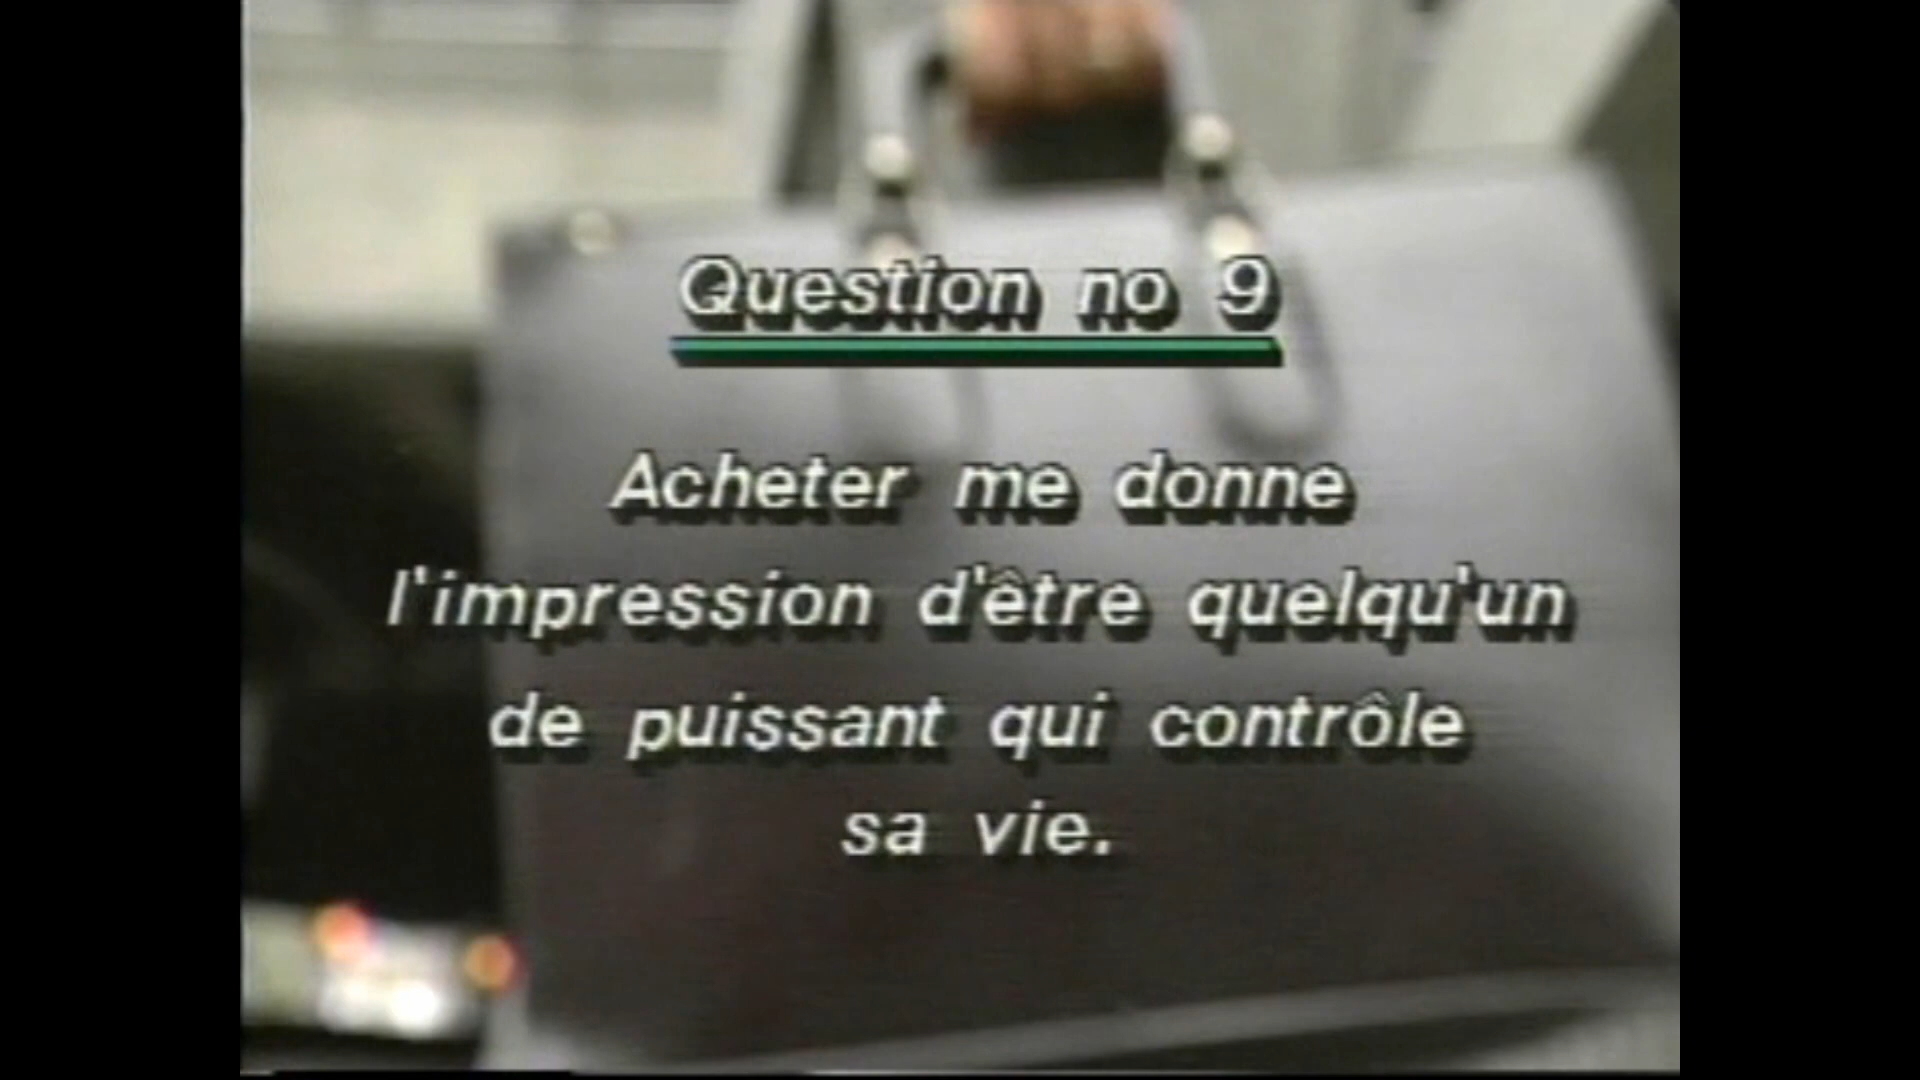 Question no 9
Acheter me donne
l'impression d'être quelqu'un
de puissant qui contrôle
sa vie.